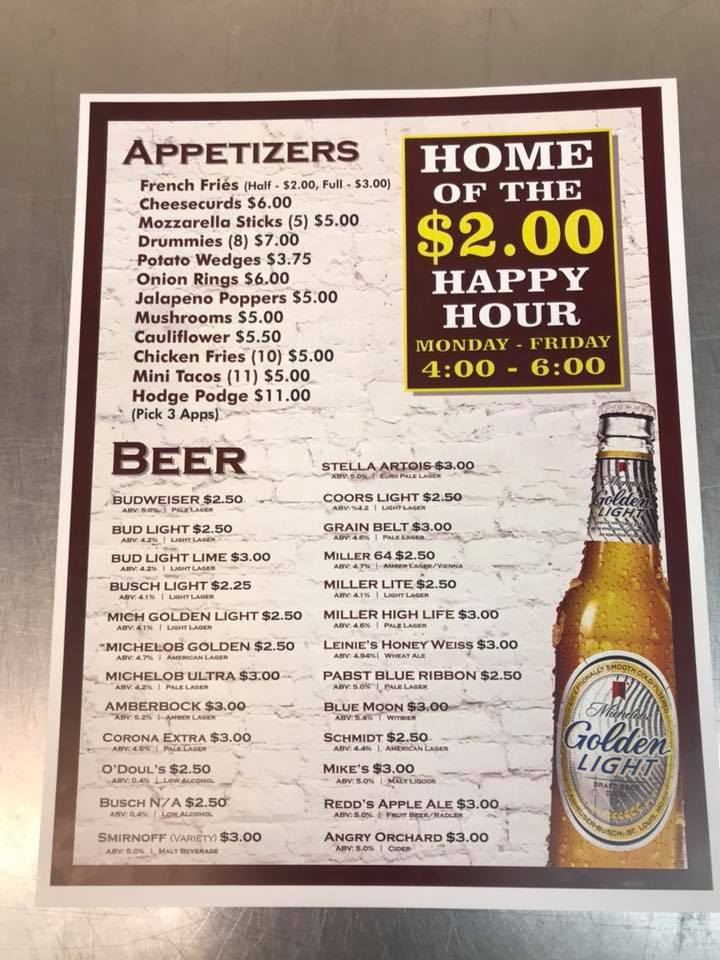 APPETIZERS
French Fries (Half - $2.00, Full - $3.00)
Cheesecurds $6.00
Mozzarella Sticks (5) $5.00
Drummies (8) $7.00
Potato Wedges $3.75
Onion Rings $6.00
Jalapeno Poppers $5.00
Mushrooms $5.00
Cauliflower $5.50
Chicken Fries (10) $5.00
Mini Tacos (11) $5.00
Hodge Podge $11.00
(Pick 3 Apps)
HOME
OF THE
$2.00
HAPPY
HOUR
MONDAY - FRIDAY
4:00 - 6:00
BEER
BUDWEISER $2.50
ABV: 5.0% | PALE LAGER
BUD LIGHT $2.50
ABV: 4.2% | LIGHT LAGER
BUD LIGHT LIME $3.00
ABV: 4.2% | LIGHT LAGER
BUSCH LIGHT $2.25
ABV: 4.1% | LIGHT LAGER
MICH GOLDEN LIGHT $2.50
ABV: 4.1% | LIGHT LAGER
MICHELOB GOLDEN $2.50
ABV: 4.7% | AMERICAN LAGER
MICHELOB ULTRA $3.00
ABV: 4.2% | PALE LAGER
AMBERBOCK $3.00
ABV: 5.2% | AMBER LAGER
CORONA EXTRA $3.00
ABV: 4.6% | PALE LAGER
O'DOUL'S $2.50
ABV: 0.4% | LOW ALCOHOL
BUSCH N/A $2.50
ABV: 0.4% | LOW ALCOHOL
SMIRNOFF (VARIETY) $3.00
ABV: 5.0% | MALT BEVERAGE
STELLA ARTOIS $3.00
ABV: 5.0% | EURO PALE LAGER
COORS LIGHT $2.50
ABV: %4.2 | LIGHT LAGER
GRAIN BELT $3.00
ABV: 4.6% | PALE LAGER
MILLER 64 $2.50
ABV: 4.7% | AMBER LAGER/VIENNA
MILLER LITE $2.50
ABV: 4.1% | LIGHT LAGER
MILLER HIGH LIFE $3.00
ABV: 4.6% | PALE LAGER
LEINIE'S HONEY WEISS $3.00
ABV: 4.94% | WHEAT ALE
PABST BLUE RIBBON $2.50
ABV: 5.0% | PALE LAGER
BLUE MOON $3.00
ABV: 5.4% | WITBIER
SCHMIDT $2.50
ABV: 4.4% | AMERICAN LAGER
MIKE'S $3.00
ABV: 5.0% | MALT LIQUOR
REDD'S APPLE ALE $3.00
ABV: 5.0% | FRUIT BEER/RADLER
ANGRY ORCHARD $3.00
ABV: 5.0% | CIDER
Golden
LIGHT
EXCEPTIONALLY SMOOTH COLD FILTERED
Michelob
Golden
LIGHT
DRAFT BEER
ANHEUSER-BUSCH, ST. LOUIS, MO